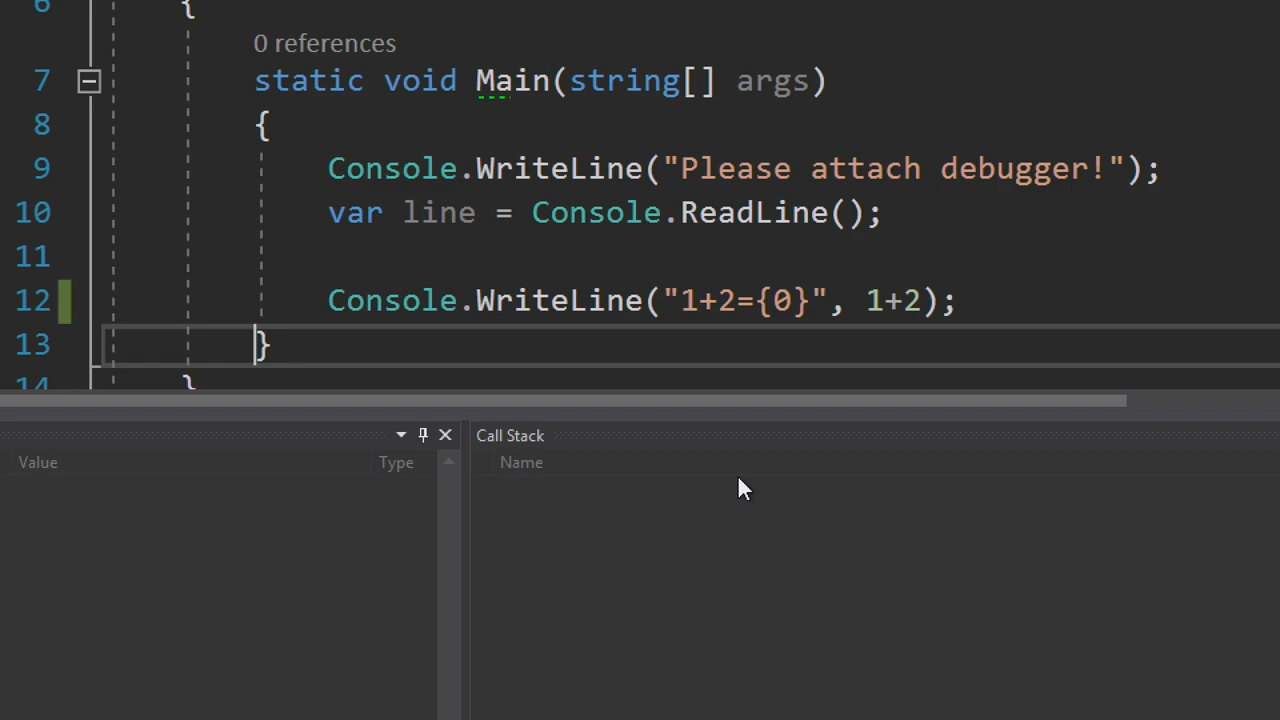 6 {
0 references
7 static void Main(string[] args)
8 {
9 Console.WriteLine("Please attach debugger!");
10 var line = Console.ReadLine();
11
12 Console.WriteLine("1+2={0}", 1+2);
13 }
14 }
Call Stack
Value Type Name